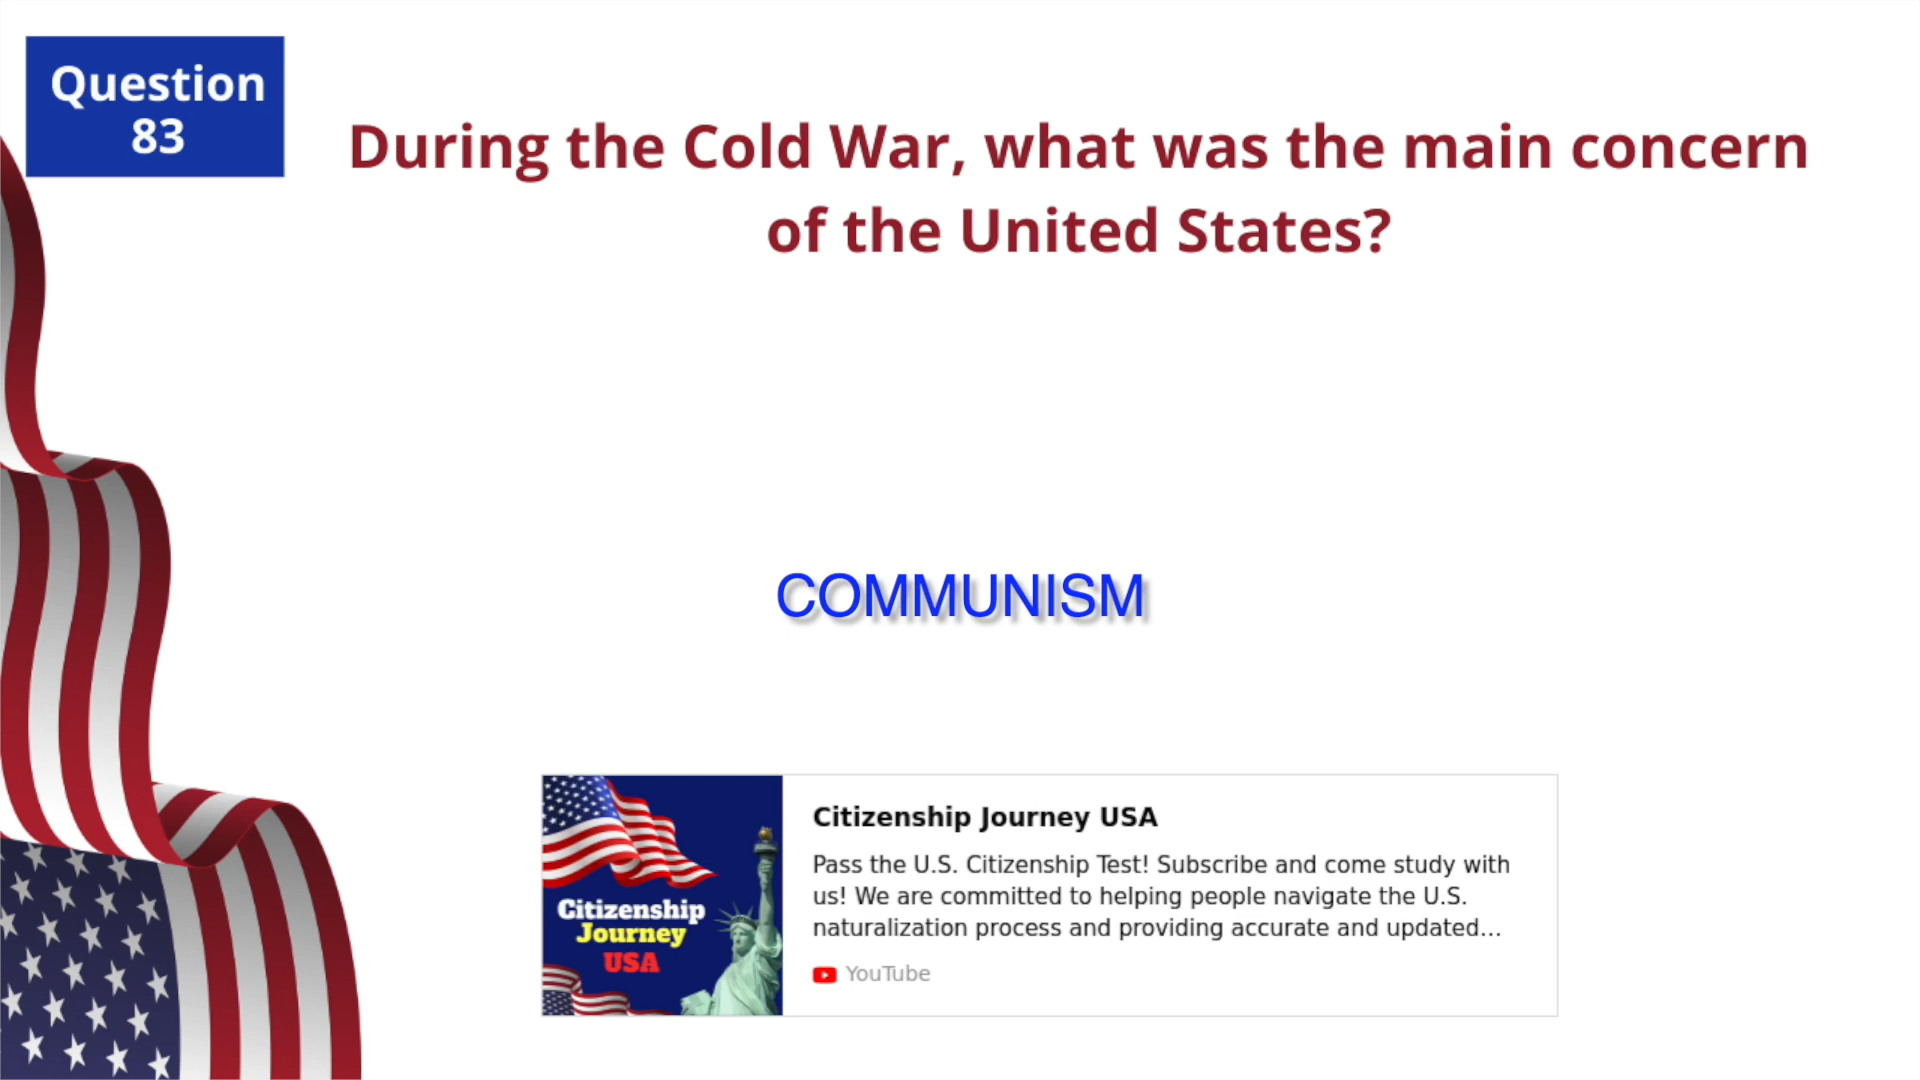 Question
83
During the Cold War, what was the main concern
of the United States?
COMMUNISM
Citizenship
Journey
USA
Citizenship Journey USA
Pass the U.S. Citizenship Test! Subscribe and come study with
us! We are committed to helping people navigate the U.S.
naturalization process and providing accurate and updated...
YouTube